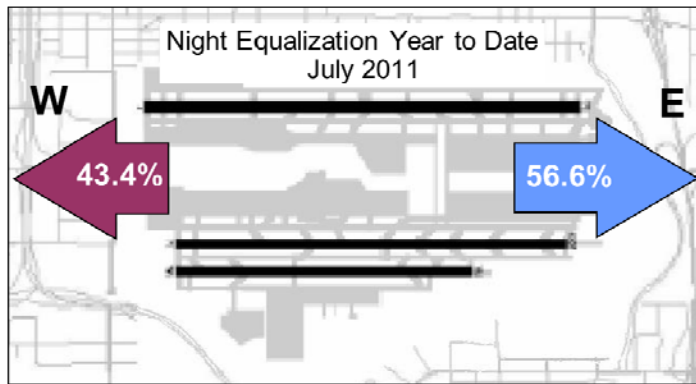 Night Equalization Year to Date
July 2011
W
E
43.4%
56.6%